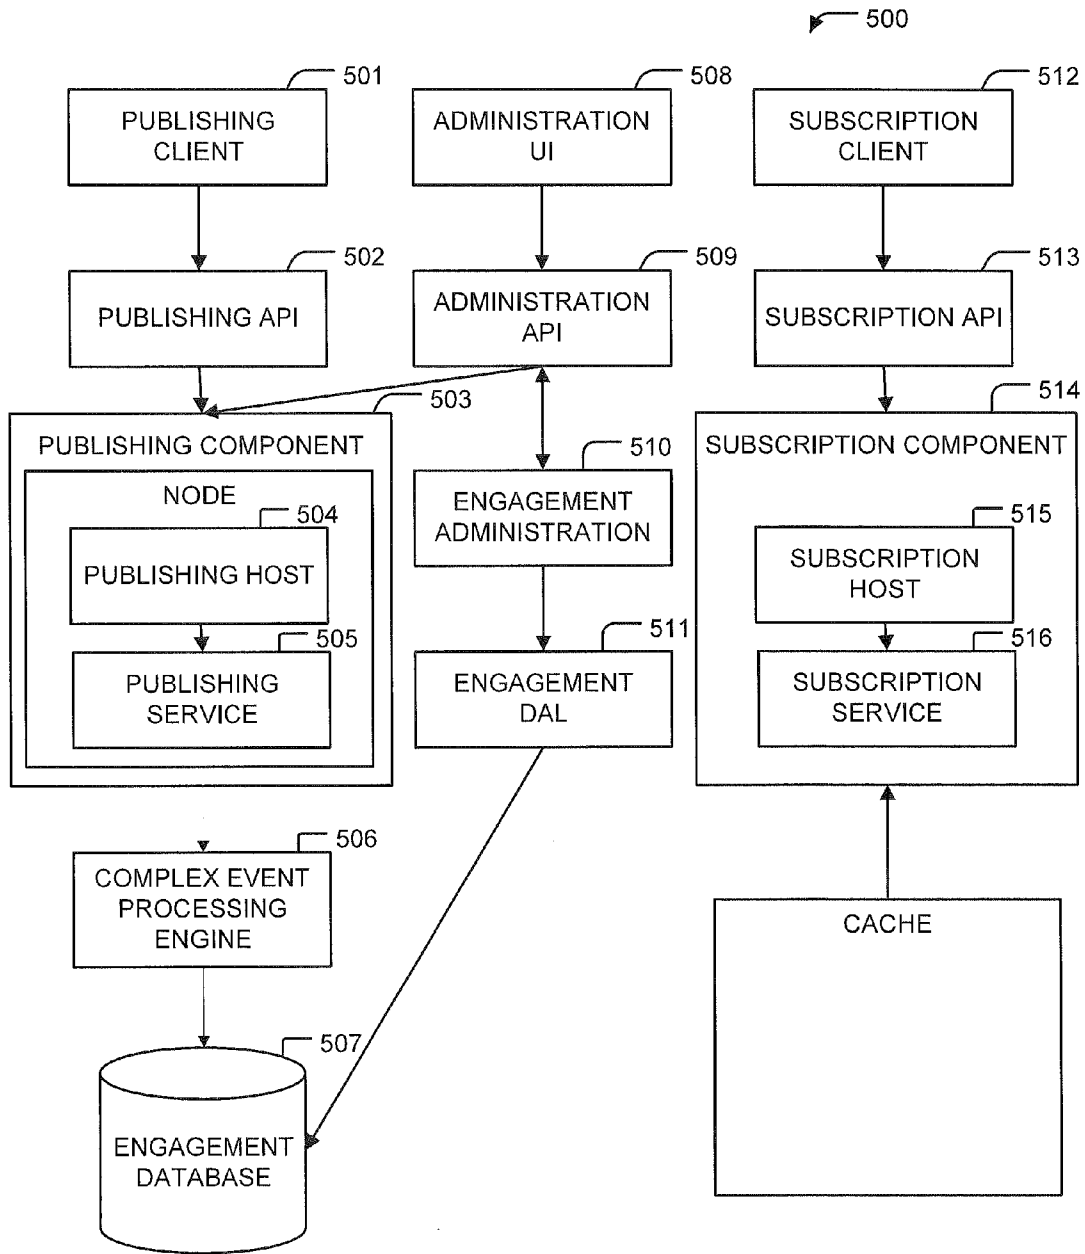 500
501
PUBLISHING
CLIENT
508
ADMINISTRATION
UI
512
SUBSCRIPTION
CLIENT
502
PUBLISHING API
509
ADMINISTRATION
API
513
SUBSCRIPTION API
503
PUBLISHING COMPONENT
NODE
504
PUBLISHING HOST
505
PUBLISHING
SERVICE
510
ENGAGEMENT
ADMINISTRATION
511
ENGAGEMENT
DAL
514
SUBSCRIPTION COMPONENT
515
SUBSCRIPTION
HOST
516
SUBSCRIPTION
SERVICE
506
COMPLEX EVENT
PROCESSING
ENGINE
CACHE
507
ENGAGEMENT
DATABASE